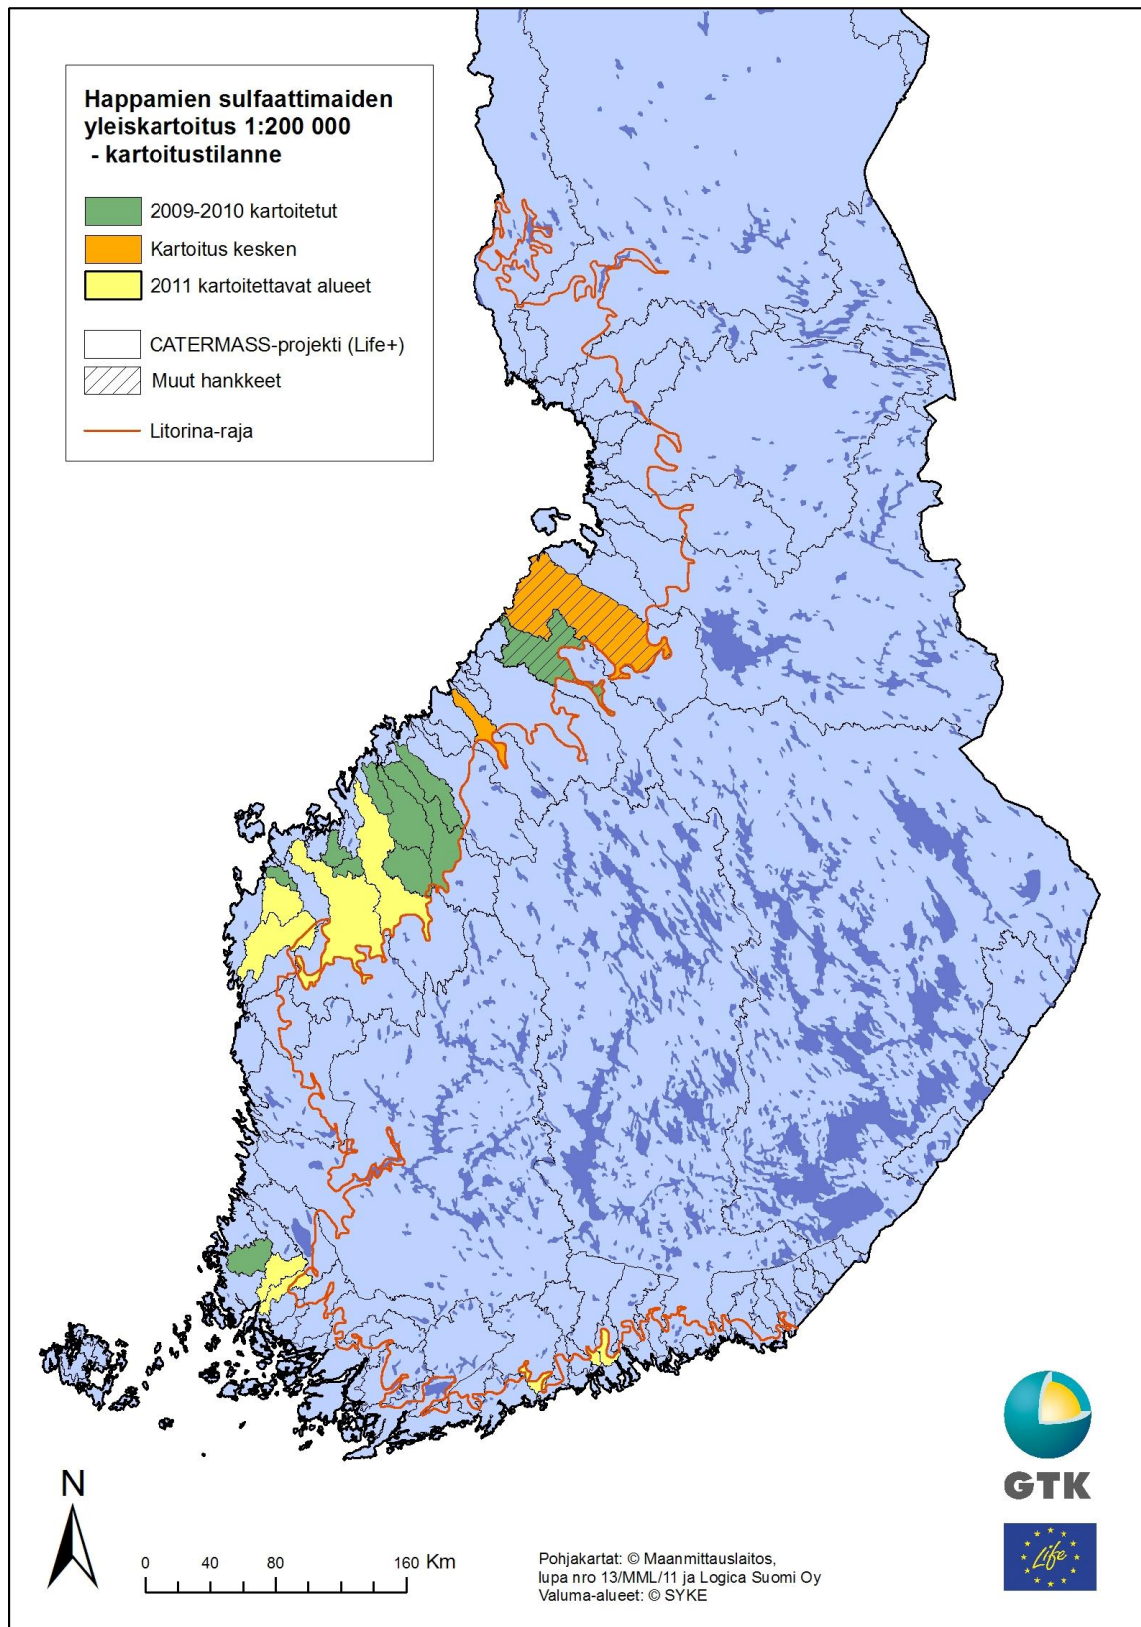 Happamien sulfaattimaiden
yleiskartoitus 1:200 000
- kartoitustilanne
2009-2010 kartoitetut
Kartoitus kesken
2011 kartoitettavat alueet
CATERMASS-projekti (Life+)
Muut hankkeet
Litorina-raja
GTK
N
0 40 80 160 Km
Pohjakartat: © Maanmittauslaitos,
lupa nro 13/MML/11 ja Logica Suomi Oy
Valuma-alueet: © SYKE
Life